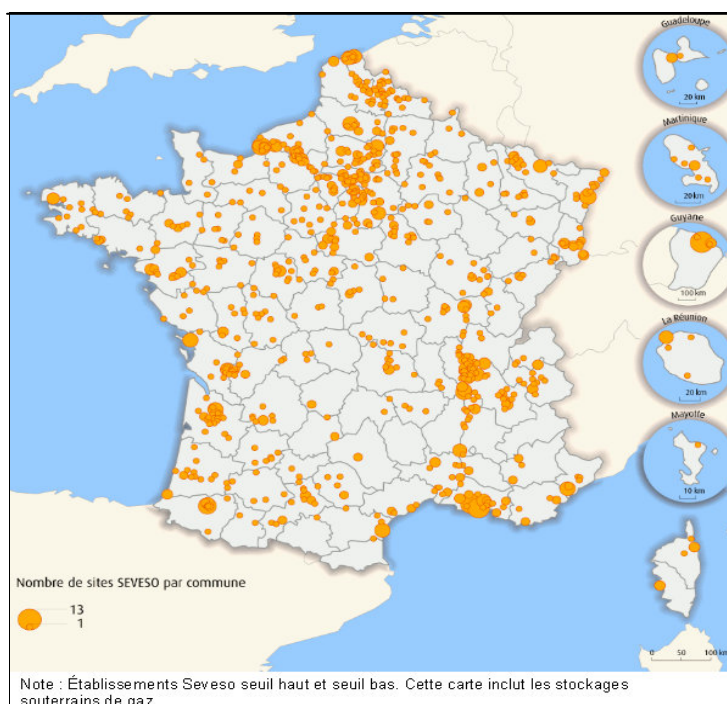 Guadeloupe
20 km
Martinique
20 km
Guyane
100 km
La Réunion
20 km
Mayotte
10 km
Nombre de sites SEVESO par commune
13
1
0 50 100 km
Note : Établissements Seveso seuil haut et seuil bas. Cette carte inclut les stockages
souterrains de gaz